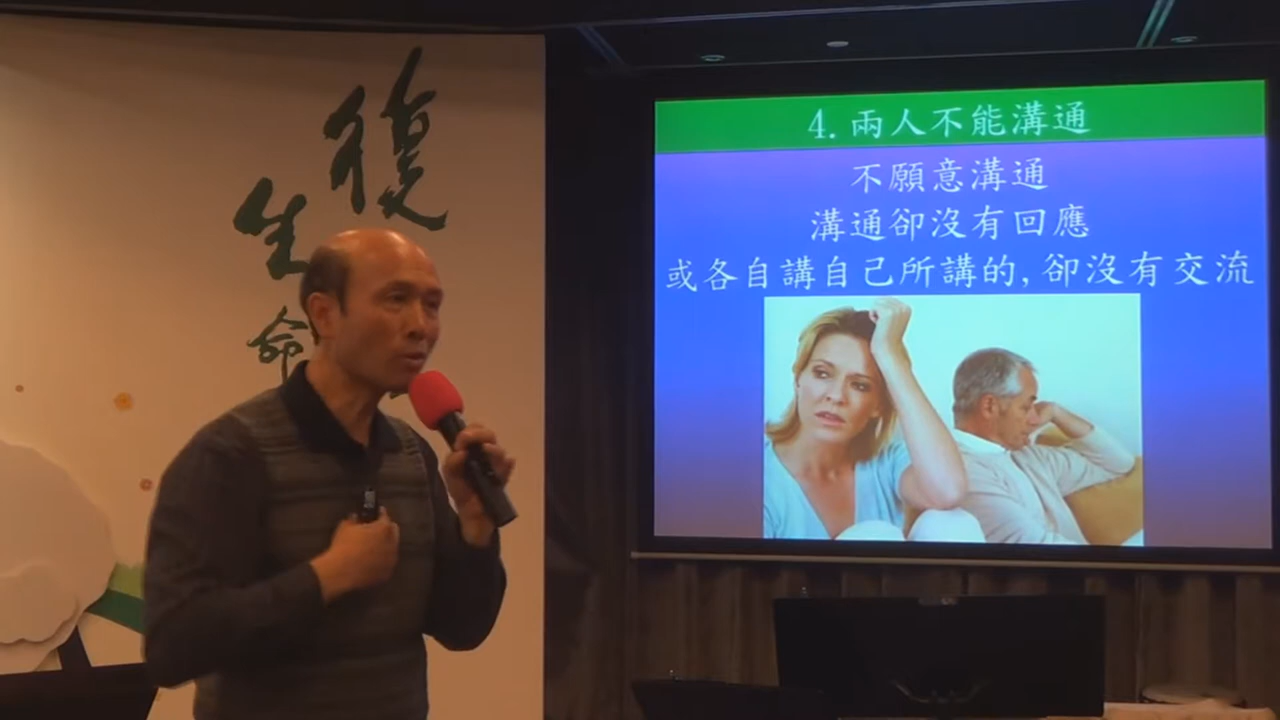 復
生
命
4.兩人不能溝通
不願意溝通
溝通卻沒有回應
或各自講自己所講的,卻沒有交流